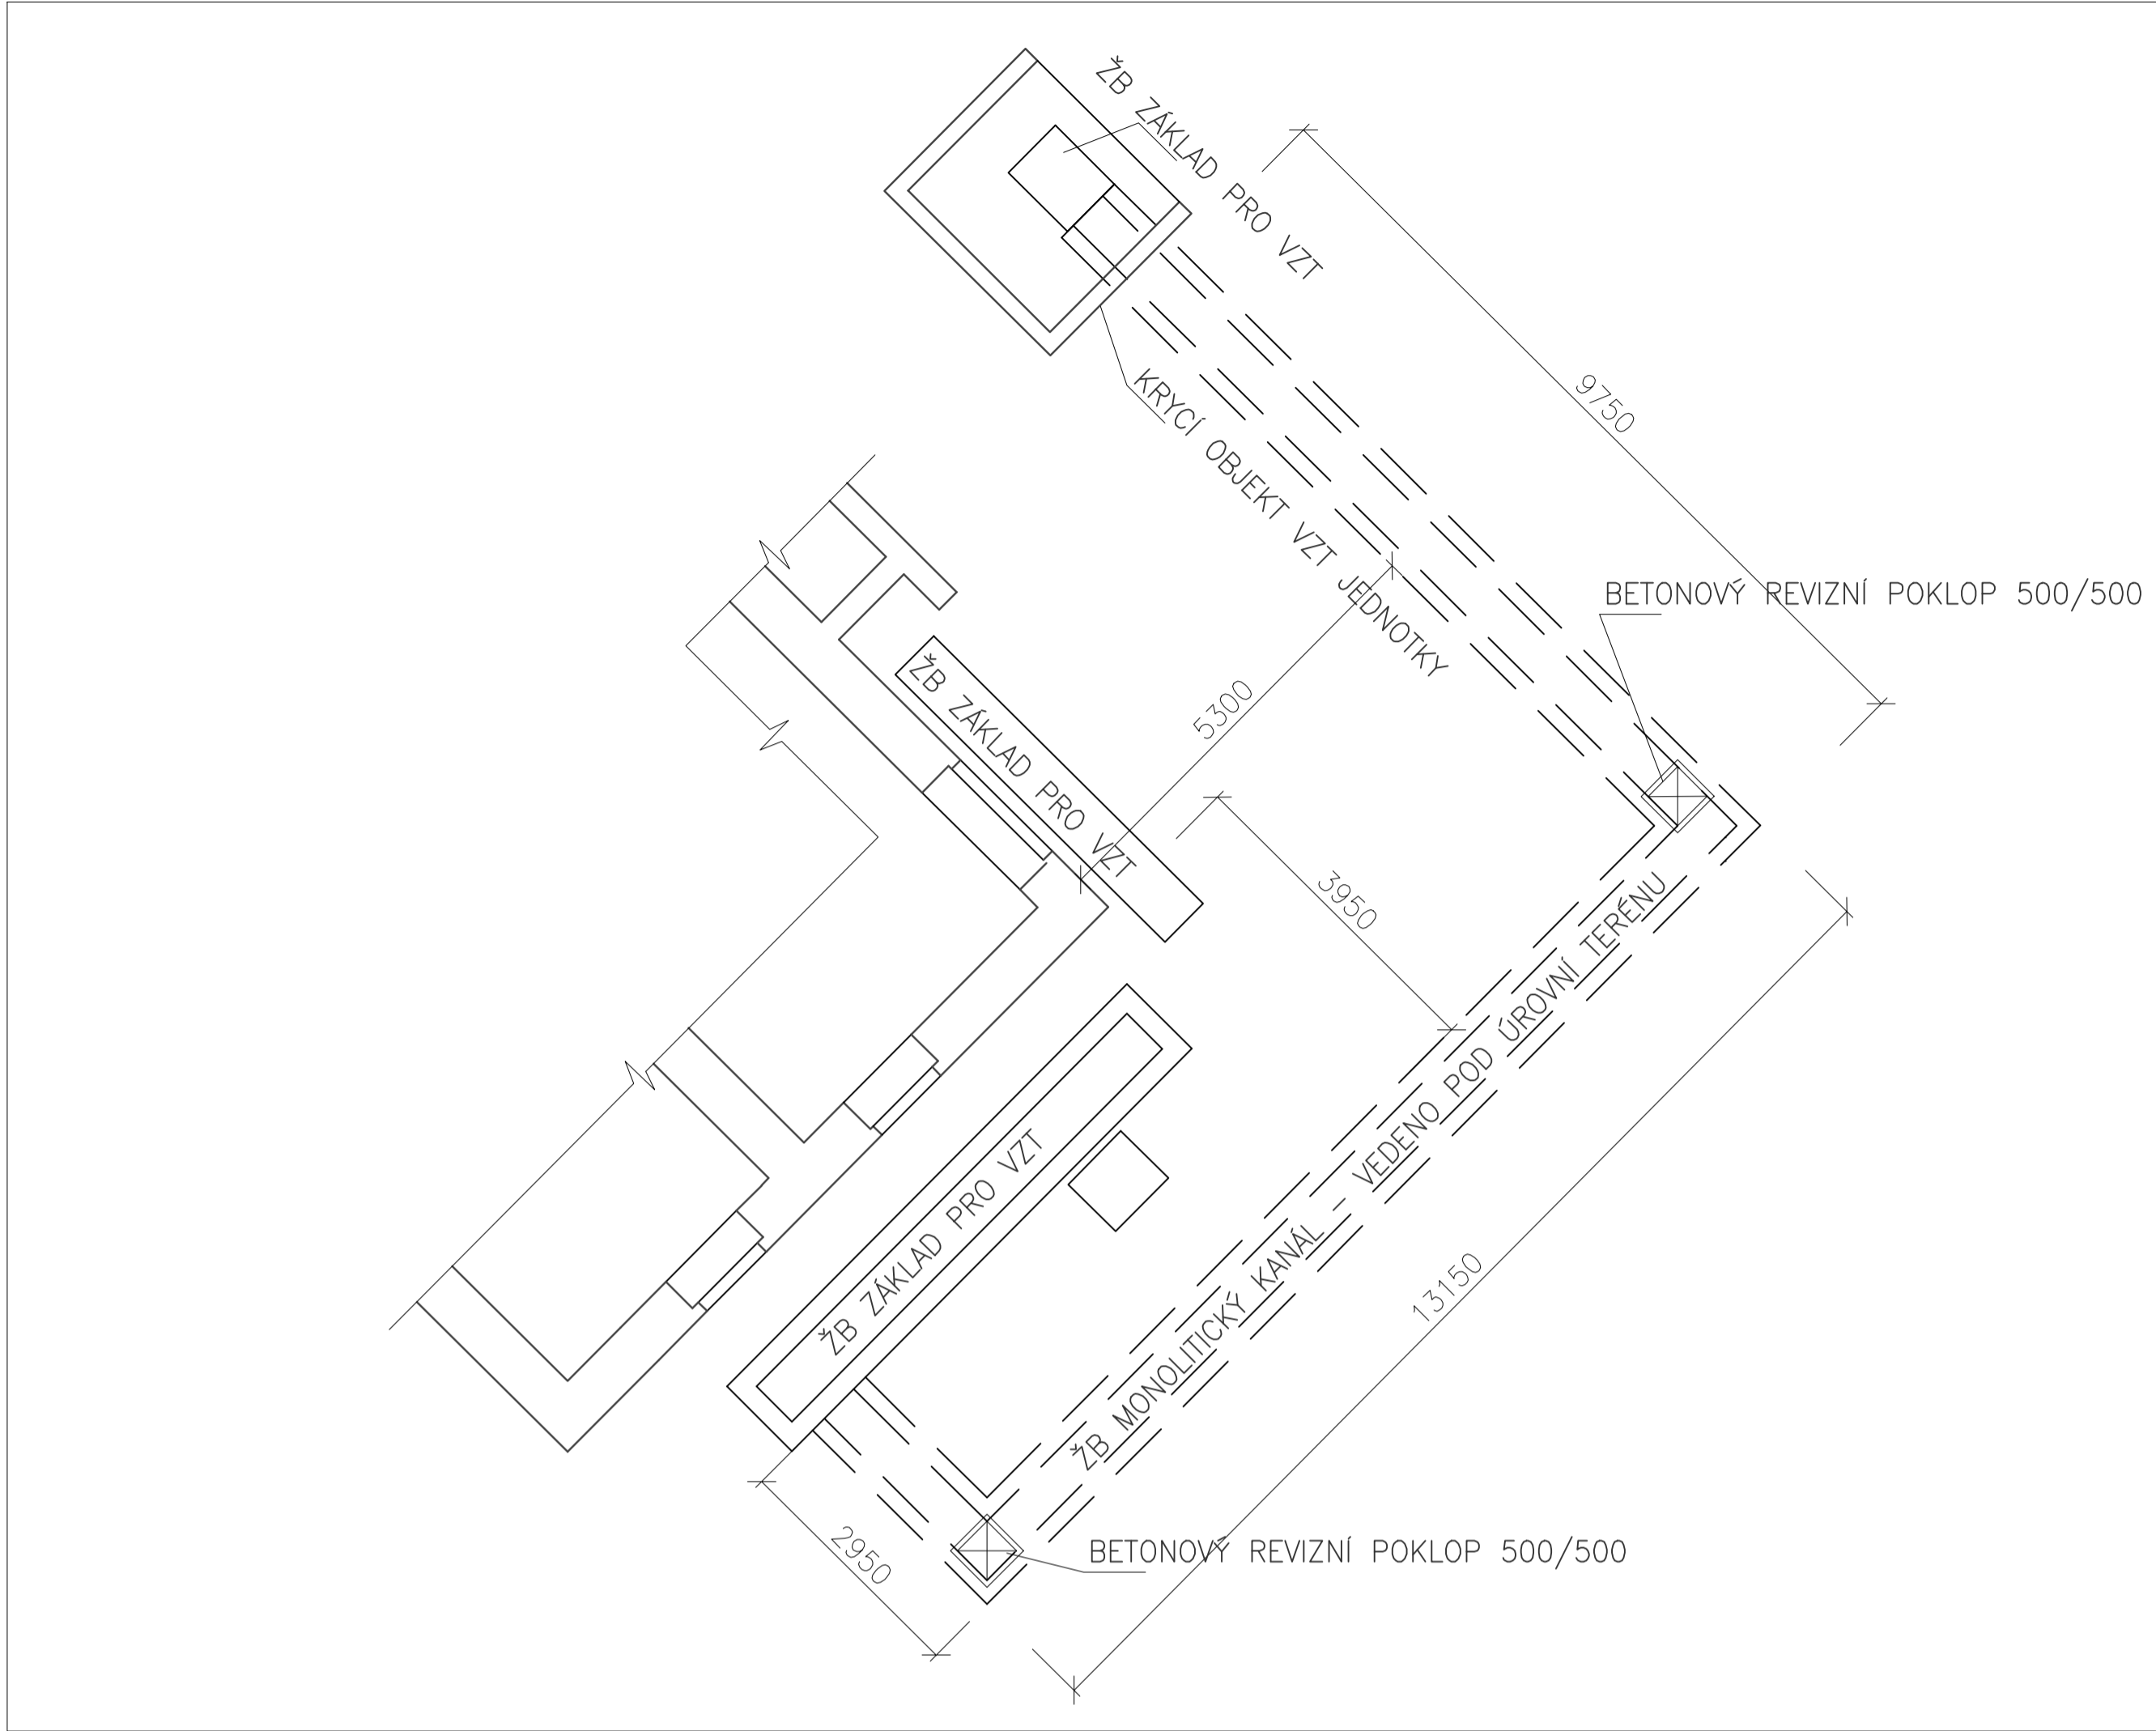 ŽB ZÁKLAD PRO VZT
9750
KRYCÍ OBJEKT VZT JEDNOTKY
BETONOVÝ REVIZNÍ POKLOP 500/500
ŽB ZÁKLAD PRO VZT
5300
3950
ŽB MONOLITICKÝ KANÁL – VEDENO POD ÚROVNÍ TERÉNU
ŽB ZÁKLAD PRO VZT
13150
2950
BETONOVÝ REVIZNÍ POKLOP 500/500